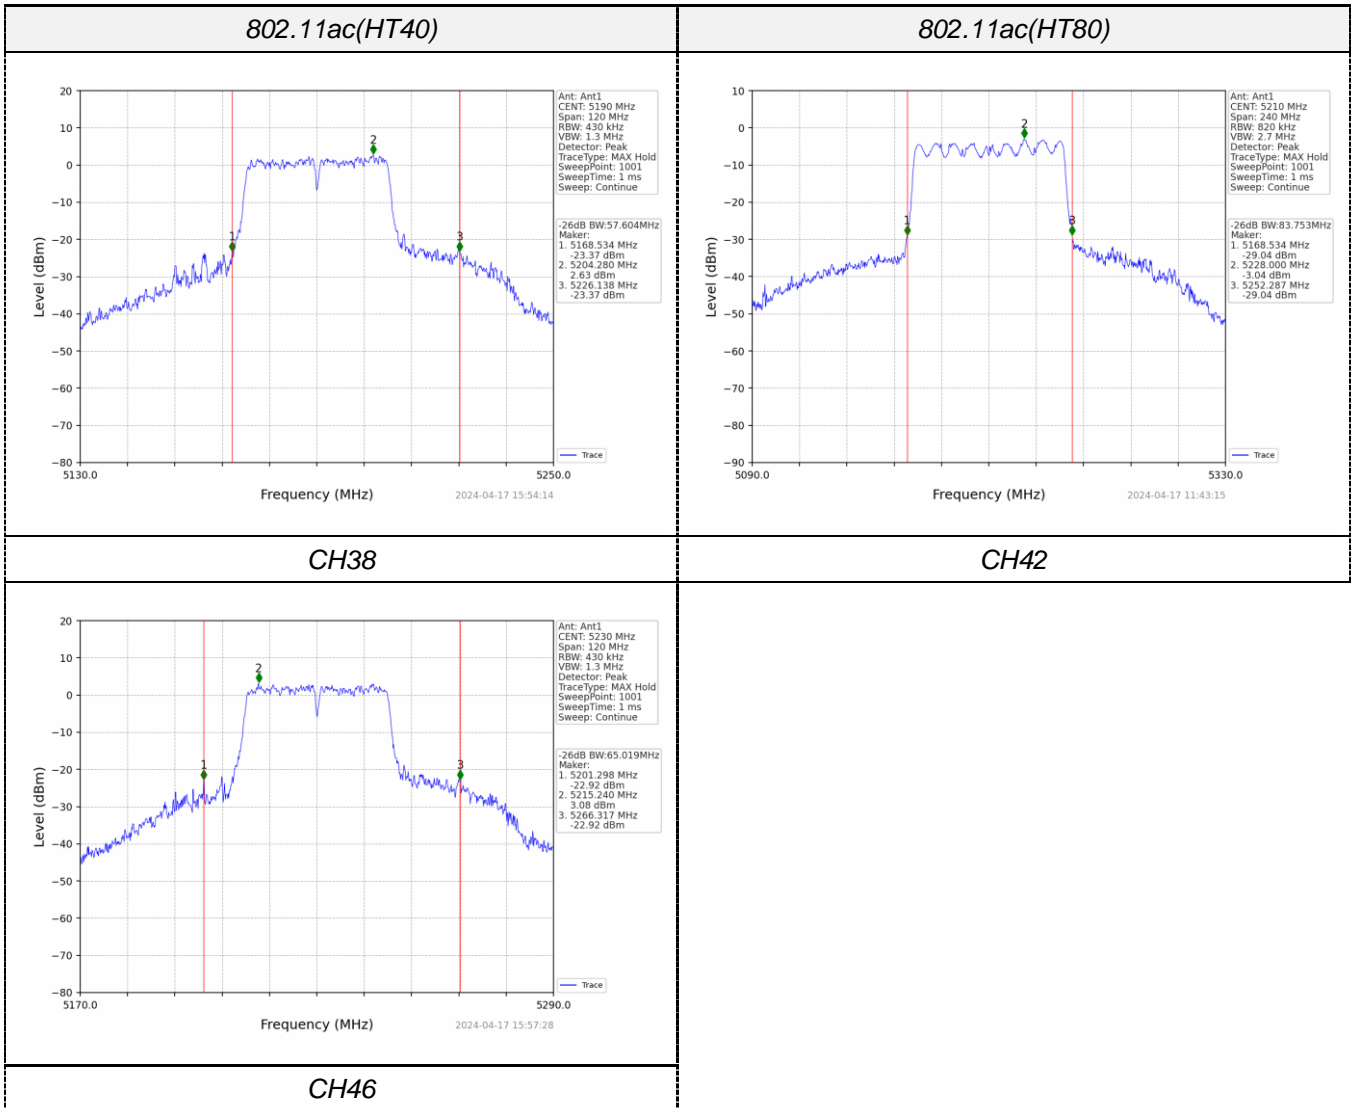 802.11ac(HT40)
802.11ac(HT80)
20
10
0
−10
−20
−30
−40
−50
−60
−70
−80
Level (dBm)
5130.0
5250.0
Frequency (MHz)
2024-04-17 15:54:14
1
2
3
Ant: Ant1
CENT: 5190 MHz
Span: 120 MHz
RBW: 430 kHz
VBW: 1.3 MHz
Detector: Peak
TraceType: MAX Hold
SweepPoint: 1001
SweepTime: 1 ms
Sweep: Continue
-26dB BW:57.604MHz
Maker:
1. 5168.534 MHz
-23.37 dBm
2. 5204.280 MHz
2.63 dBm
3. 5226.138 MHz
-23.37 dBm
Trace
10
0
−10
−20
−30
−40
−50
−60
−70
−80
−90
Level (dBm)
5090.0
5330.0
Frequency (MHz)
2024-04-17 11:43:15
1
2
3
Ant: Ant1
CENT: 5210 MHz
Span: 240 MHz
RBW: 820 kHz
VBW: 2.7 MHz
Detector: Peak
TraceType: MAX Hold
SweepPoint: 1001
SweepTime: 1 ms
Sweep: Continue
-26dB BW:83.753MHz
Maker:
1. 5168.534 MHz
-29.04 dBm
2. 5228.000 MHz
-3.04 dBm
3. 5252.287 MHz
-29.04 dBm
Trace
CH38
CH42
20
10
0
−10
−20
−30
−40
−50
−60
−70
−80
Level (dBm)
5170.0
5290.0
Frequency (MHz)
2024-04-17 15:57:28
1
2
3
Ant: Ant1
CENT: 5230 MHz
Span: 120 MHz
RBW: 430 kHz
VBW: 1.3 MHz
Detector: Peak
TraceType: MAX Hold
SweepPoint: 1001
SweepTime: 1 ms
Sweep: Continue
-26dB BW:65.019MHz
Maker:
1. 5201.298 MHz
-22.92 dBm
2. 5215.240 MHz
3.08 dBm
3. 5266.317 MHz
-22.92 dBm
Trace
CH46